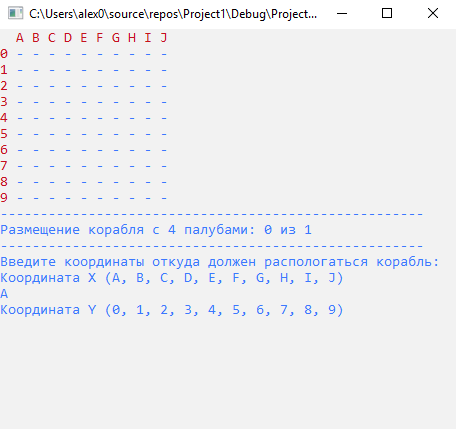 C:\Users\alex0\source\repos\Project1\Debug\Project...
A B C D E F G H I J
0 - - - - - - - - - -
1 - - - - - - - - - -
2 - - - - - - - - - -
3 - - - - - - - - - -
4 - - - - - - - - - -
5 - - - - - - - - - -
6 - - - - - - - - - -
7 - - - - - - - - - -
8 - - - - - - - - - -
9 - - - - - - - - - -
-----------------------------------------------------
Размещение корабля с 4 палубами: 0 из 1
-----------------------------------------------------
Введите координаты откуда должен распологаться корабль:
Координата X (A, B, C, D, E, F, G, H, I, J)
A
Координата Y (0, 1, 2, 3, 4, 5, 6, 7, 8, 9)